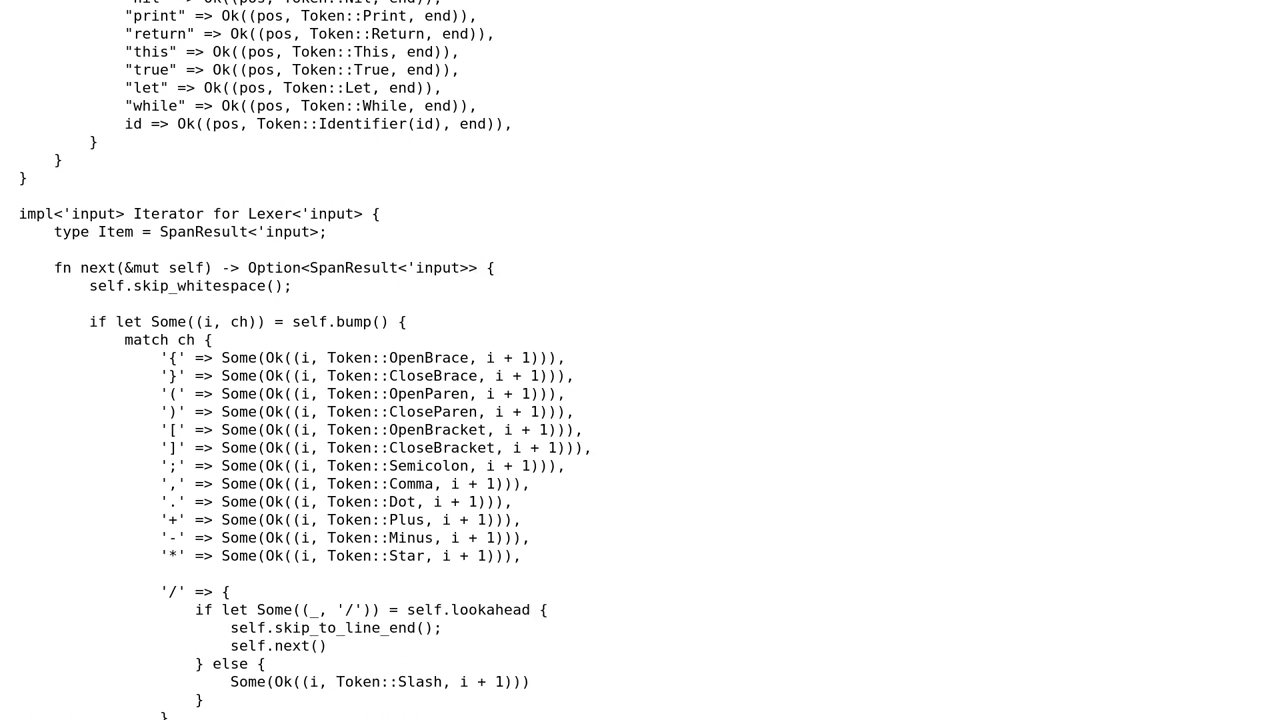 "nil" => Ok((pos, Token::Nil, end)),
            "print" => Ok((pos, Token::Print, end)),
            "return" => Ok((pos, Token::Return, end)),
            "this" => Ok((pos, Token::This, end)),
            "true" => Ok((pos, Token::True, end)),
            "let" => Ok((pos, Token::Let, end)),
            "while" => Ok((pos, Token::While, end)),
            id => Ok((pos, Token::Identifier(id), end)),
        }
    }
}

impl<'input> Iterator for Lexer<'input> {
    type Item = SpanResult<'input>;

    fn next(&mut self) -> Option<SpanResult<'input>> {
        self.skip_whitespace();

        if let Some((i, ch)) = self.bump() {
            match ch {
                '{' => Some(Ok((i, Token::OpenBrace, i + 1))),
                '}' => Some(Ok((i, Token::CloseBrace, i + 1))),
                '(' => Some(Ok((i, Token::OpenParen, i + 1))),
                ')' => Some(Ok((i, Token::CloseParen, i + 1))),
                '[' => Some(Ok((i, Token::OpenBracket, i + 1))),
                ']' => Some(Ok((i, Token::CloseBracket, i + 1))),
                ';' => Some(Ok((i, Token::Semicolon, i + 1))),
                ',' => Some(Ok((i, Token::Comma, i + 1))),
                '.' => Some(Ok((i, Token::Dot, i + 1))),
                '+' => Some(Ok((i, Token::Plus, i + 1))),
                '-' => Some(Ok((i, Token::Minus, i + 1))),
                '*' => Some(Ok((i, Token::Star, i + 1))),

                '/' => {
                    if let Some((_, '/')) = self.lookahead {
                        self.skip_to_line_end();
                        self.next()
                    } else {
                        Some(Ok((i, Token::Slash, i + 1)))
                    }
                }